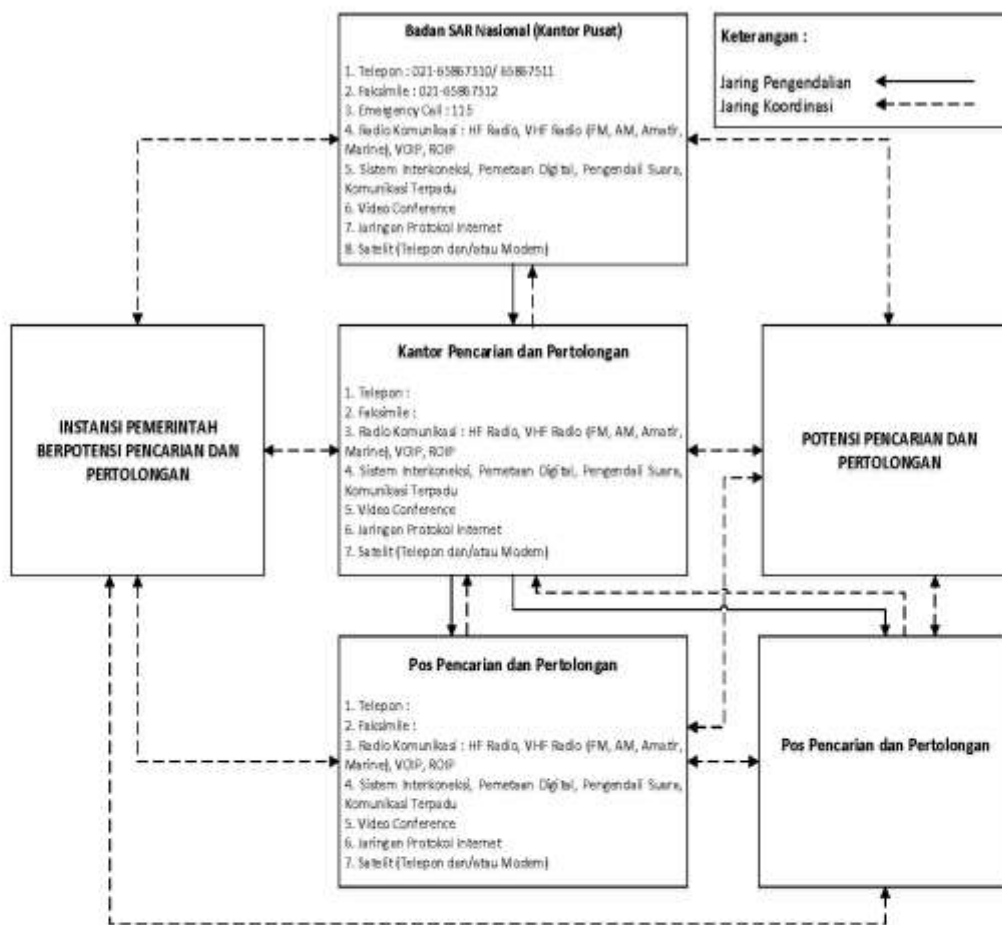 Badan SAR Nasional (Kantor Pusat)
1. Telepon : 021-65867510/ 65867511
2. Faksimile : 021-65867512
3. Emergency Call : 115
4. Radio Komunikasi : HF Radio, VHF Radio (FM, AM, Amatir,
Marine), VOIP, ROIP
5. Sistem Interkoneksi, Pemetaan Digital, Pengendali Suara,
Komunikasi Terpadu
6. Video Conference
7. Jaringan Protokol Internet
8. Satelit (Telepon dan/atau Modem)
Keterangan :
Jaring Pengendalian
Jaring Koordinasi
INSTANSI PEMERINTAH
BERPOTENSI PENCARIAN DAN
PERTOLONGAN
Kantor Pencarian dan Pertolongan
1. Telepon :
2. Faksimile :
3. Radio Komunikasi : HF Radio, VHF Radio (FM, AM, Amatir,
Marine), VOIP, ROIP
4. Sistem Interkoneksi, Pemetaan Digital, Pengendali Suara,
Komunikasi Terpadu
5. Video Conference
6. Jaringan Protokol Internet
7. Satelit (Telepon dan/atau Modem)
POTENSI PENCARIAN DAN
PERTOLONGAN
Pos Pencarian dan Pertolongan
1. Telepon :
2. Faksimile :
3. Radio Komunikasi : HF Radio, VHF Radio (FM, AM, Amatir,
Marine), VOIP, ROIP
4. Sistem Interkoneksi, Pemetaan Digital, Pengendali Suara,
Komunikasi Terpadu
5. Video Conference
6. Jaringan Protokol Internet
7. Satelit (Telepon dan/atau Modem)
Pos Pencarian dan Pertolongan